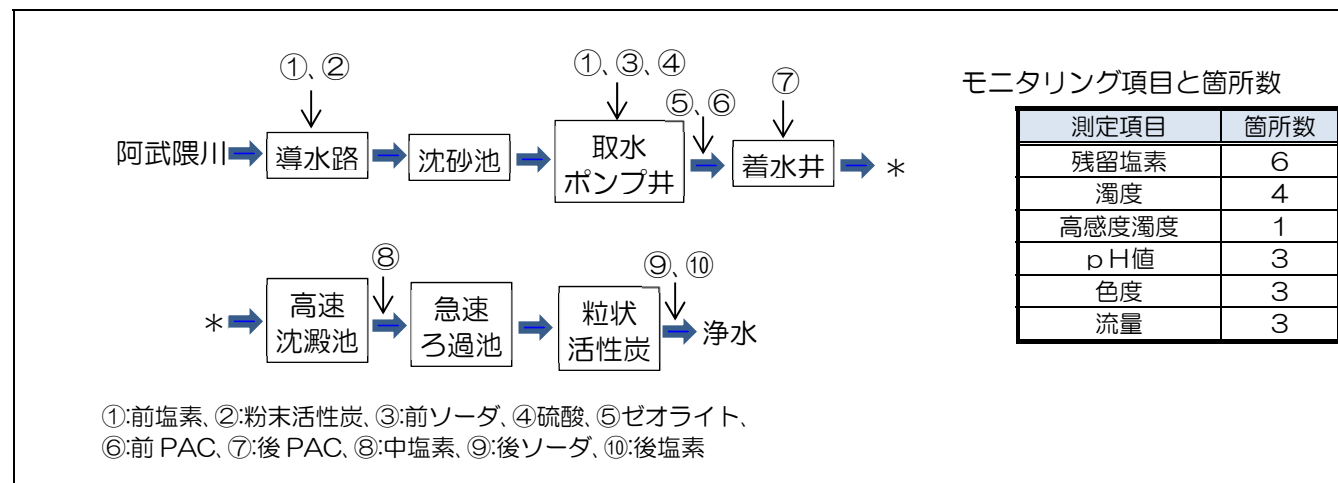 ①、②
①、③、④
⑤、⑥
⑦
阿武隈川
導水路
沈砂池
取水
ポンプ井
着水井
＊
⑧
⑨、⑩
＊
高速
沈澱池
急速
ろ過池
粒状
活性炭
浄水
①:前塩素、②:粉末活性炭、③:前ソーダ、④硫酸、⑤ゼオライト、
⑥:前 PAC、⑦:後 PAC、⑧:中塩素、⑨:後ソーダ、⑩:後塩素
モニタリング項目と箇所数
測定項目 箇所数
残留塩素 6
濁度 4
高感度濁度 1
ｐH値 3
色度 3
流量 3